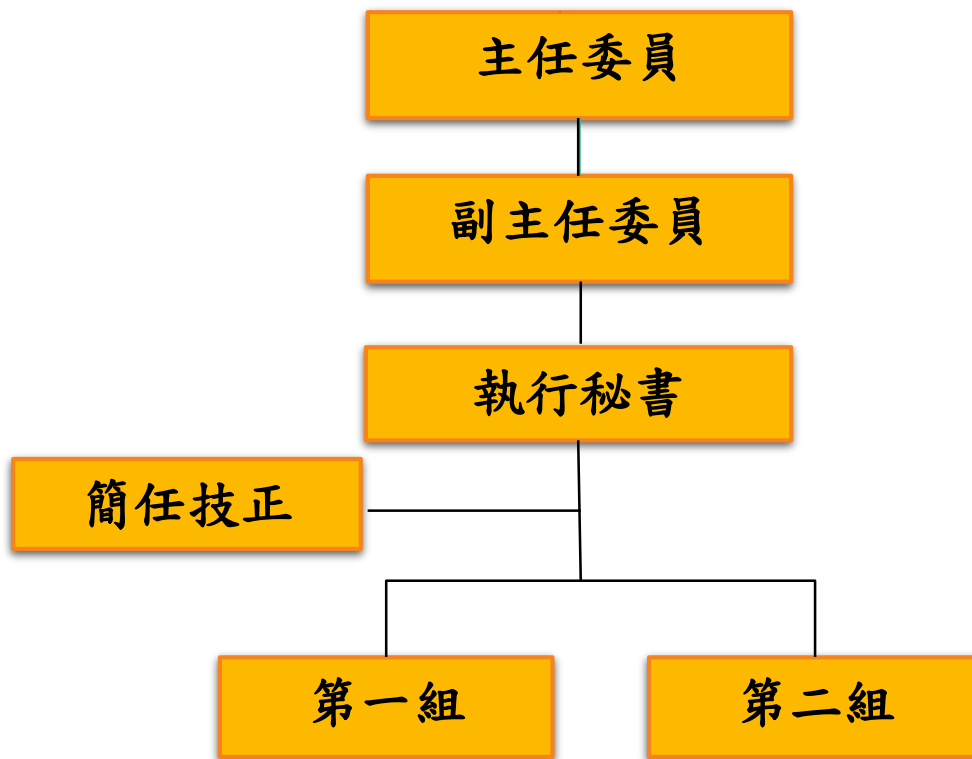 主任委員
副主任委員
執行秘書
簡任技正
第一組
第二組